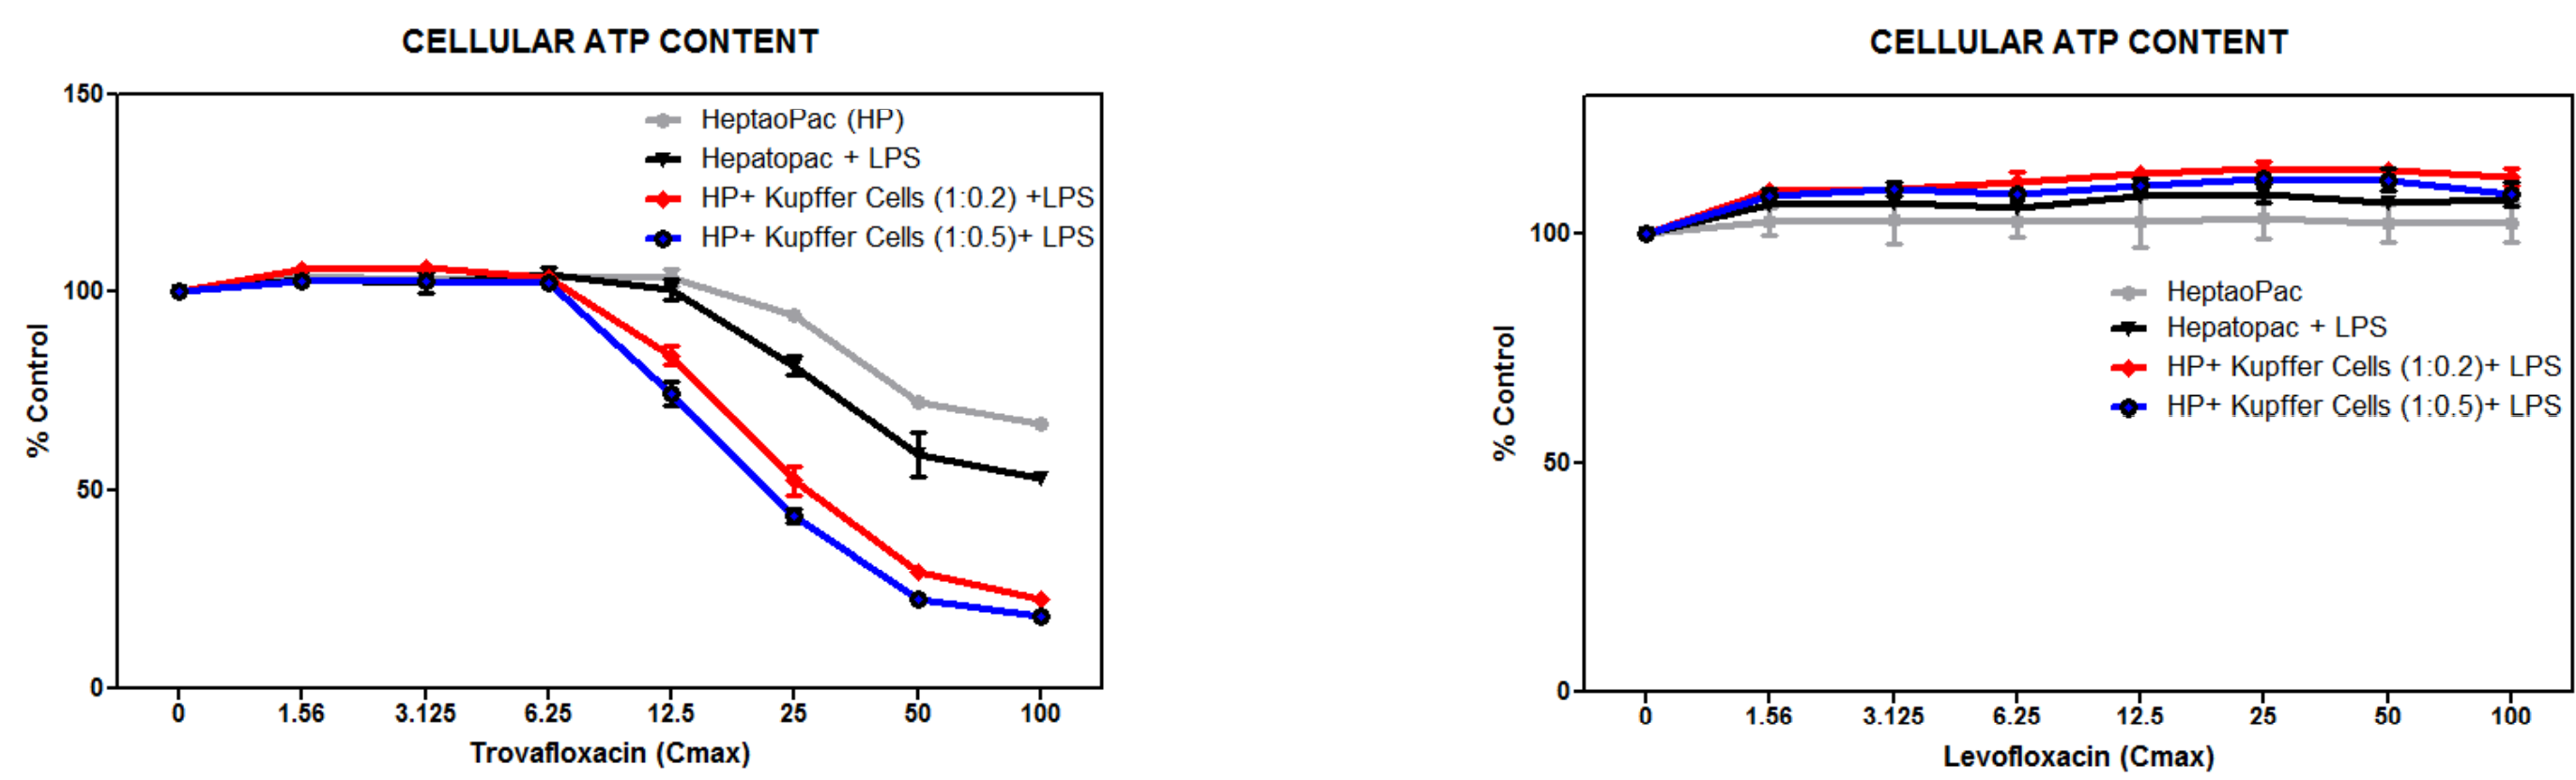 CELLULAR ATP CONTENT
150
100
50
0
% Control
HeptaoPac (HP)
Hepatopac + LPS
HP+ Kupffer Cells (1:0.2) +LPS
HP+ Kupffer Cells (1:0.5)+ LPS
0 1.56 3.125 6.25 12.5 25 50 100
Trovafloxacin (Cmax)
CELLULAR ATP CONTENT
100
50
0
% Control
HeptaoPac
Hepatopac + LPS
HP+ Kupffer Cells (1:0.2)+ LPS
HP+ Kupffer Cells (1:0.5)+ LPS
0 1.56 3.125 6.25 12.5 25 50 100
Levofloxacin (Cmax)